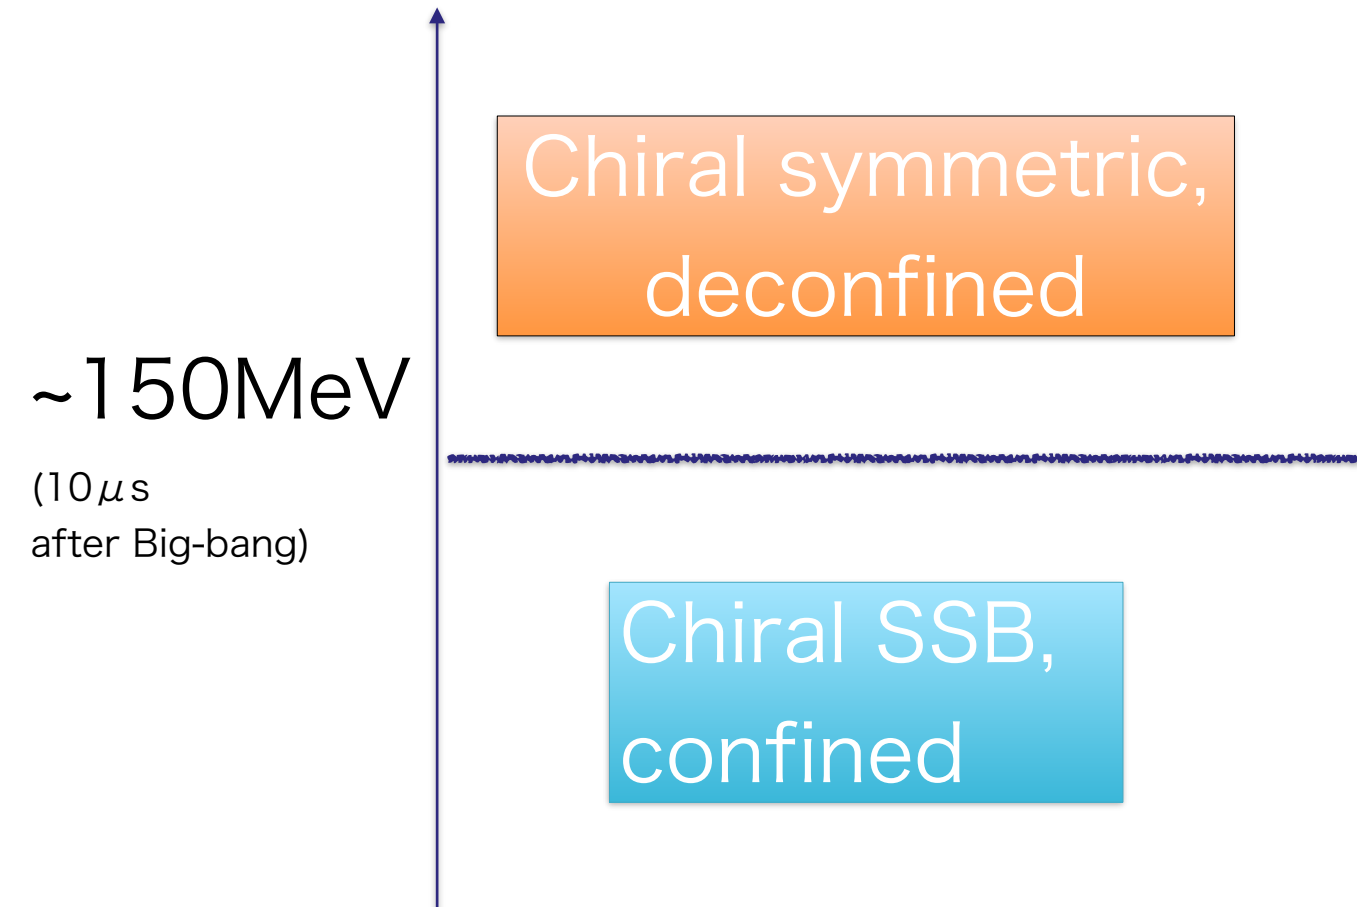 Chiral symmetric,
deconfined
~150MeV
(10μs
after Big-bang)
Chiral SSB,
confined